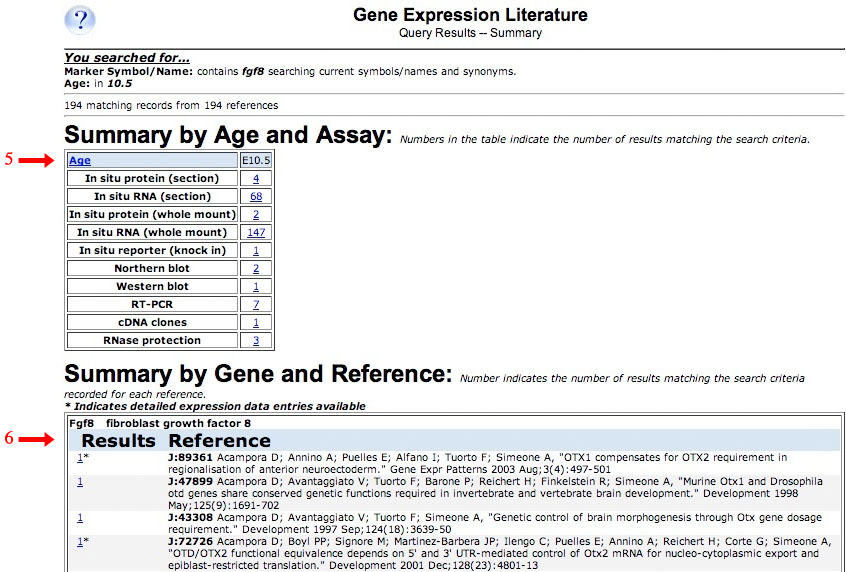 ?
Gene Expression Literature
Query Results -- Summary
You searched for...
Marker Symbol/Name: contains fgf8 searching current symbols/names and synonyms.
Age: in 10.5
194 matching records from 194 references
Summary by Age and Assay: Numbers in the table indicate the number of results matching the search criteria.
5 Age E10.5
In situ protein (section) 4
In situ RNA (section) 68
In situ protein (whole mount) 2
In situ RNA (whole mount) 147
In situ reporter (knock in) 1
Northern blot 2
Western blot 1
RT-PCR 7
cDNA clones 1
RNase protection 3
Summary by Gene and Reference: Number indicates the number of results matching the search criteria
recorded for each reference.
* Indicates detailed expression data entries available
Fgf8 fibroblast growth factor 8
6 Results Reference
1* J:89361 Acampora D; Annino A; Puelles E; Alfano I; Tuorto F; Simeone A, "OTX1 compensates for OTX2 requirement in
regionalisation of anterior neuroectoderm." Gene Expr Patterns 2003 Aug;3(4):497-501
1 J:47899 Acampora D; Avantaggiato V; Tuorto F; Barone P; Reichert H; Finkelstein R; Simeone A, "Murine Otx1 and Drosophila
otd genes share conserved genetic functions required in invertebrate and vertebrate brain development." Development 1998
May;125(9):1691-702
1 J:43308 Acampora D; Avantaggiato V; Tuorto F; Simeone A, "Genetic control of brain morphogenesis through Otx gene dosage
requirement." Development 1997 Sep;124(18):3639-50
1* J:72726 Acampora D; Boyl PP; Signore M; Martinez-Barbera JP; Ilengo C; Puelles E; Annino A; Reichert H; Corte G; Simeone A,
"OTD/OTX2 functional equivalence depends on 5' and 3' UTR-mediated control of Otx2 mRNA for nucleo-cytoplasmic export and
epiblast-restricted translation." Development 2001 Dec;128(23):4801-13